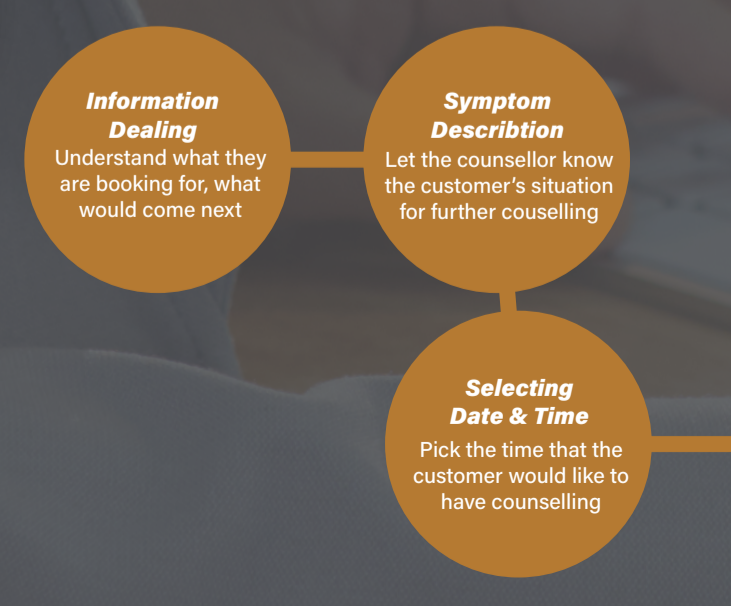 Information
Dealing
Understand what they
are booking for, what
would come next
Symptom
Describtion
Let the counsellor know
the customer's situation
for further couselling
Selecting
Date & Time
Pick the time that the
customer would like to
have counselling